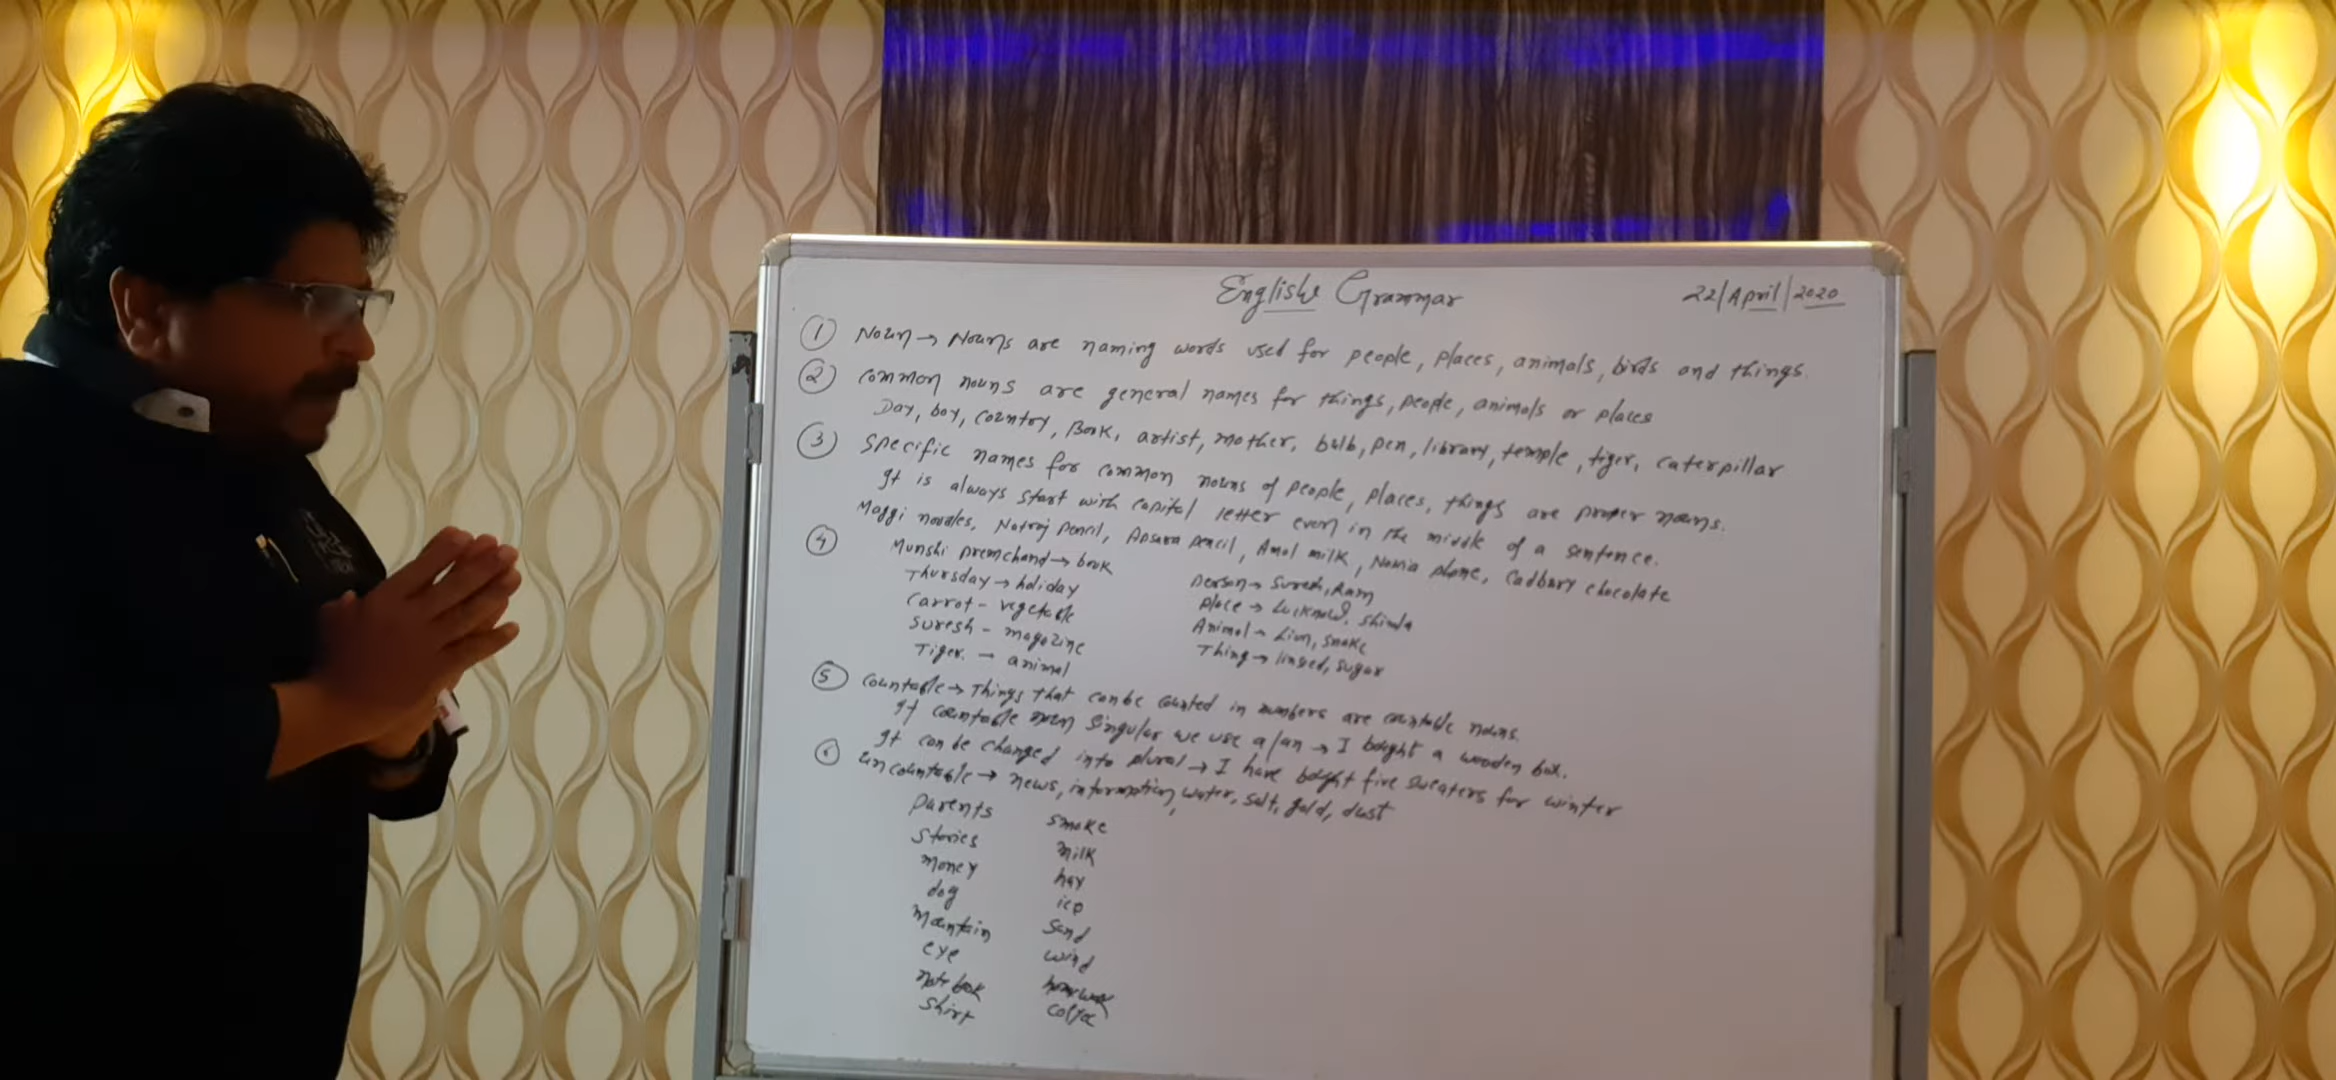 English Grammar
22/April/2020
① Noun → Nouns are naming words used for people, places, animals, birds and things.
② Common nouns are general names for things, people, animals or places
Day, boy, country, Book, artist, mother, bulb, pen, library, temple, tiger, caterpillar
③ Specific names for common nouns of people, places, things are proper nouns.
It is always start with capital letter even in the middle of a sentence.
Maggi noodles, Natraj pencil, Apsara pencil, Amol milk, Nokia phone, Cadbury chocolate
④ Munshi Premchand → book
Thursday → holiday
Carrot - vegetable
Suresh - magazine
Tiger. → animal
Person → Suresh, Ram
Place → Lucknow, Shimla
Animal → Lion, snake
Thing → linseed, sugar
⑤ Countable → Things that can be counted in numbers are countable nouns.
If countable noun singular we use a/an → I bought a wooden box.
It can be changed into plural → I have bought five sweaters for winter
⑥ Uncountable → news, information, water, salt, gold, dust
Parents
Stories
Money
dog
Mountain
eye
notebook
Shirt
Smoke
Milk
hay
ice
Sand
wind
homework
Coffee